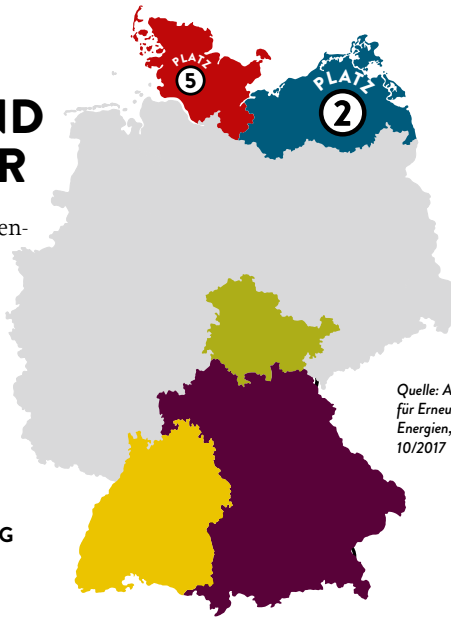 PLATZ
5
PLATZ
2
ND
R
en-
Quelle: A
für Erneu
Energien,
10/2017
G